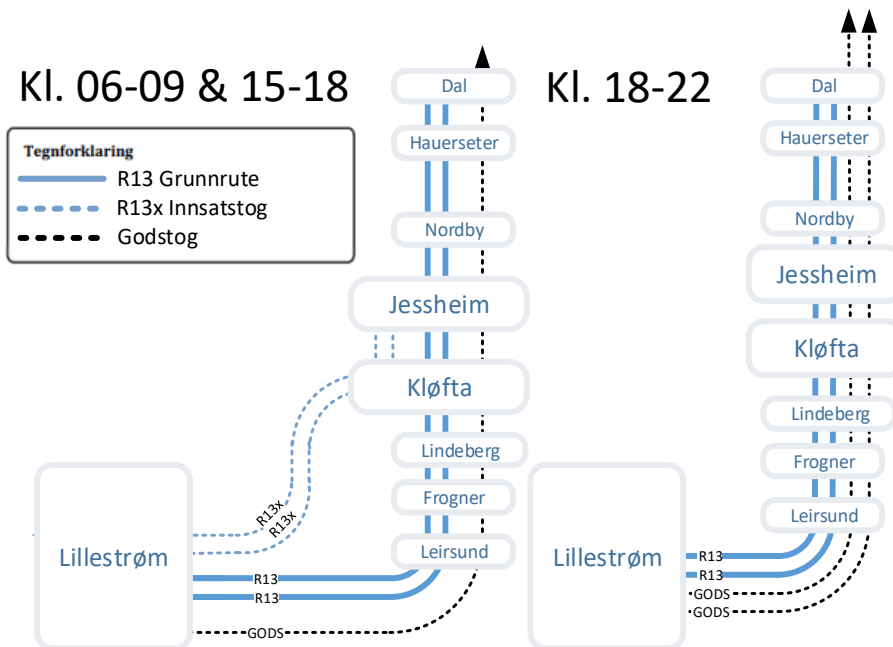 Kl. 06-09 & 15-18
Tegnforklaring
R13 Grunnrute
R13x Innsatstog
Godstog
Dal
Hauerseter
Nordby
Jessheim
Kløfta
Lindeberg
Frogner
Leirsund
Lillestrøm
R13x
R13x
R13
R13
GODS
Kl. 18-22
Dal
Hauerseter
Nordby
Jessheim
Kløfta
Lindeberg
Frogner
Leirsund
Lillestrøm
R13
R13
GODS
GODS